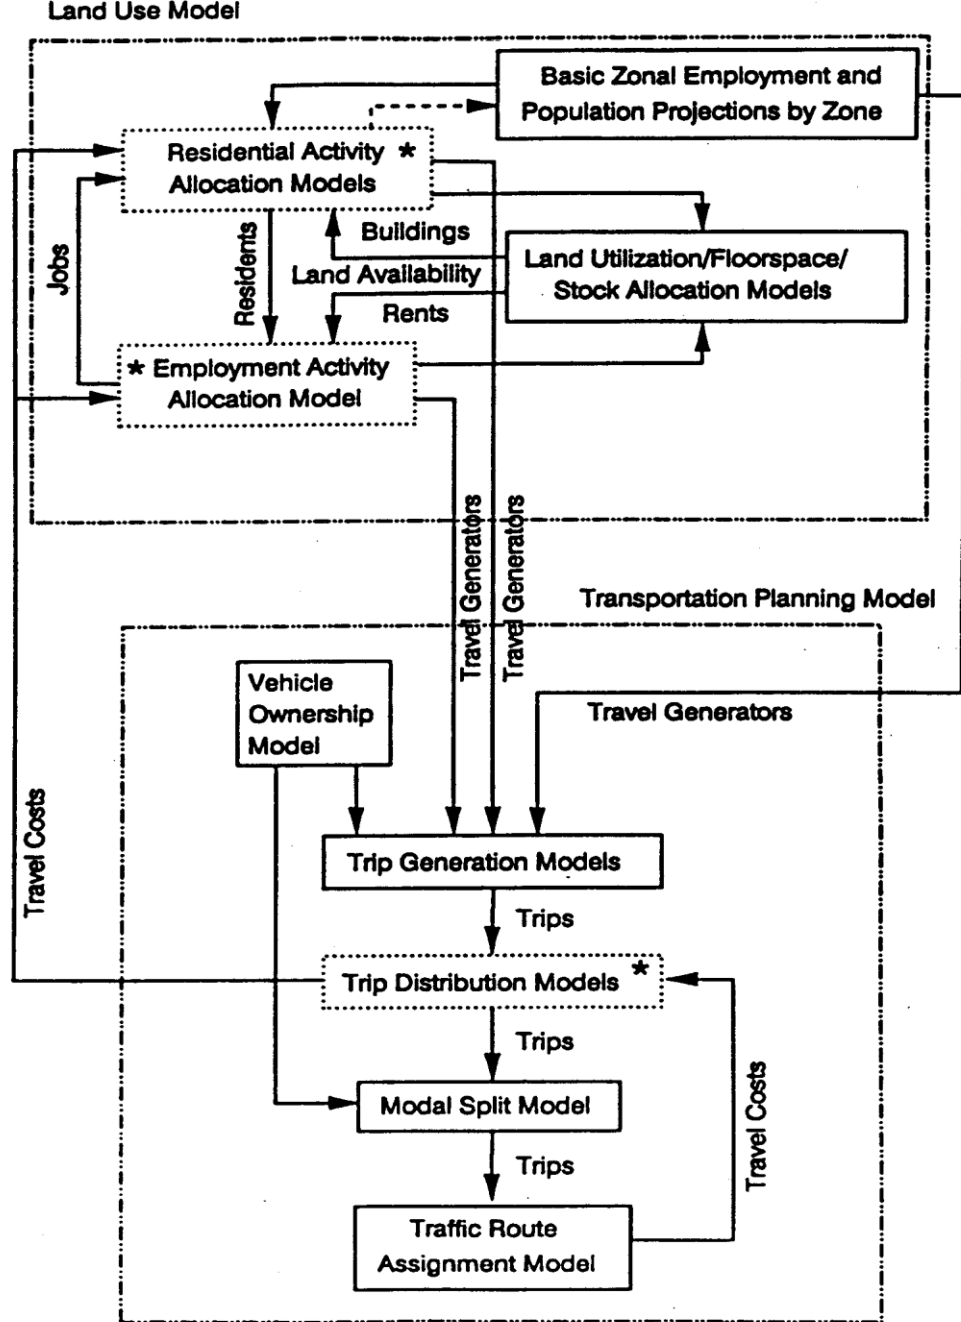 Land Use Model
Basic Zonal Employment and
Population Projections by Zone
Residential Activity *
Allocation Models
Buildings
Land Availability
Rents
Jobs
Residents
Land Utilization/Floorspace/
Stock Allocation Models
* Employment Activity
Allocation Model
Travel Generators
Travel Generators
Transportation Planning Model
Vehicle
Ownership
Model
Travel Generators
Travel Costs
Trip Generation Models
Trips
Trip Distribution Models *
Trips
Modal Split Model
Travel Costs
Trips
Traffic Route
Assignment Model